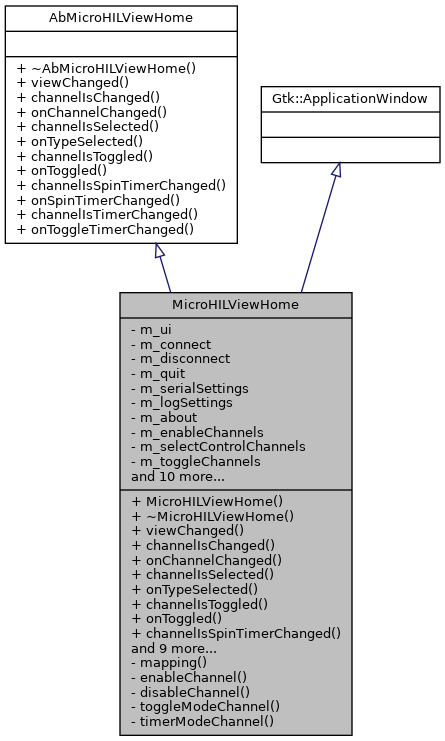 AbMicroHILViewHome
+ ~AbMicroHILViewHome()
+ viewChanged()
+ channelIsChanged()
+ onChannelChanged()
+ channelIsSelected()
+ onTypeSelected()
+ channelIsToggled()
+ onToggled()
+ channelIsSpinTimerChanged()
+ onSpinTimerChanged()
+ channelIsTimerChanged()
+ onToggleTimerChanged()
Gtk::ApplicationWindow
MicroHILViewHome
- m_ui
- m_connect
- m_disconnect
- m_quit
- m_serialSettings
- m_logSettings
- m_about
- m_enableChannels
- m_selectControlChannels
- m_toggleChannels
and 10 more...
+ MicroHILViewHome()
+ ~MicroHILViewHome()
+ viewChanged()
+ channelIsChanged()
+ onChannelChanged()
+ channelIsSelected()
+ onTypeSelected()
+ channelIsToggled()
+ onToggled()
+ channelIsSpinTimerChanged()
and 9 more...
- mapping()
- enableChannel()
- disableChannel()
- toggleModeChannel()
- timerModeChannel()